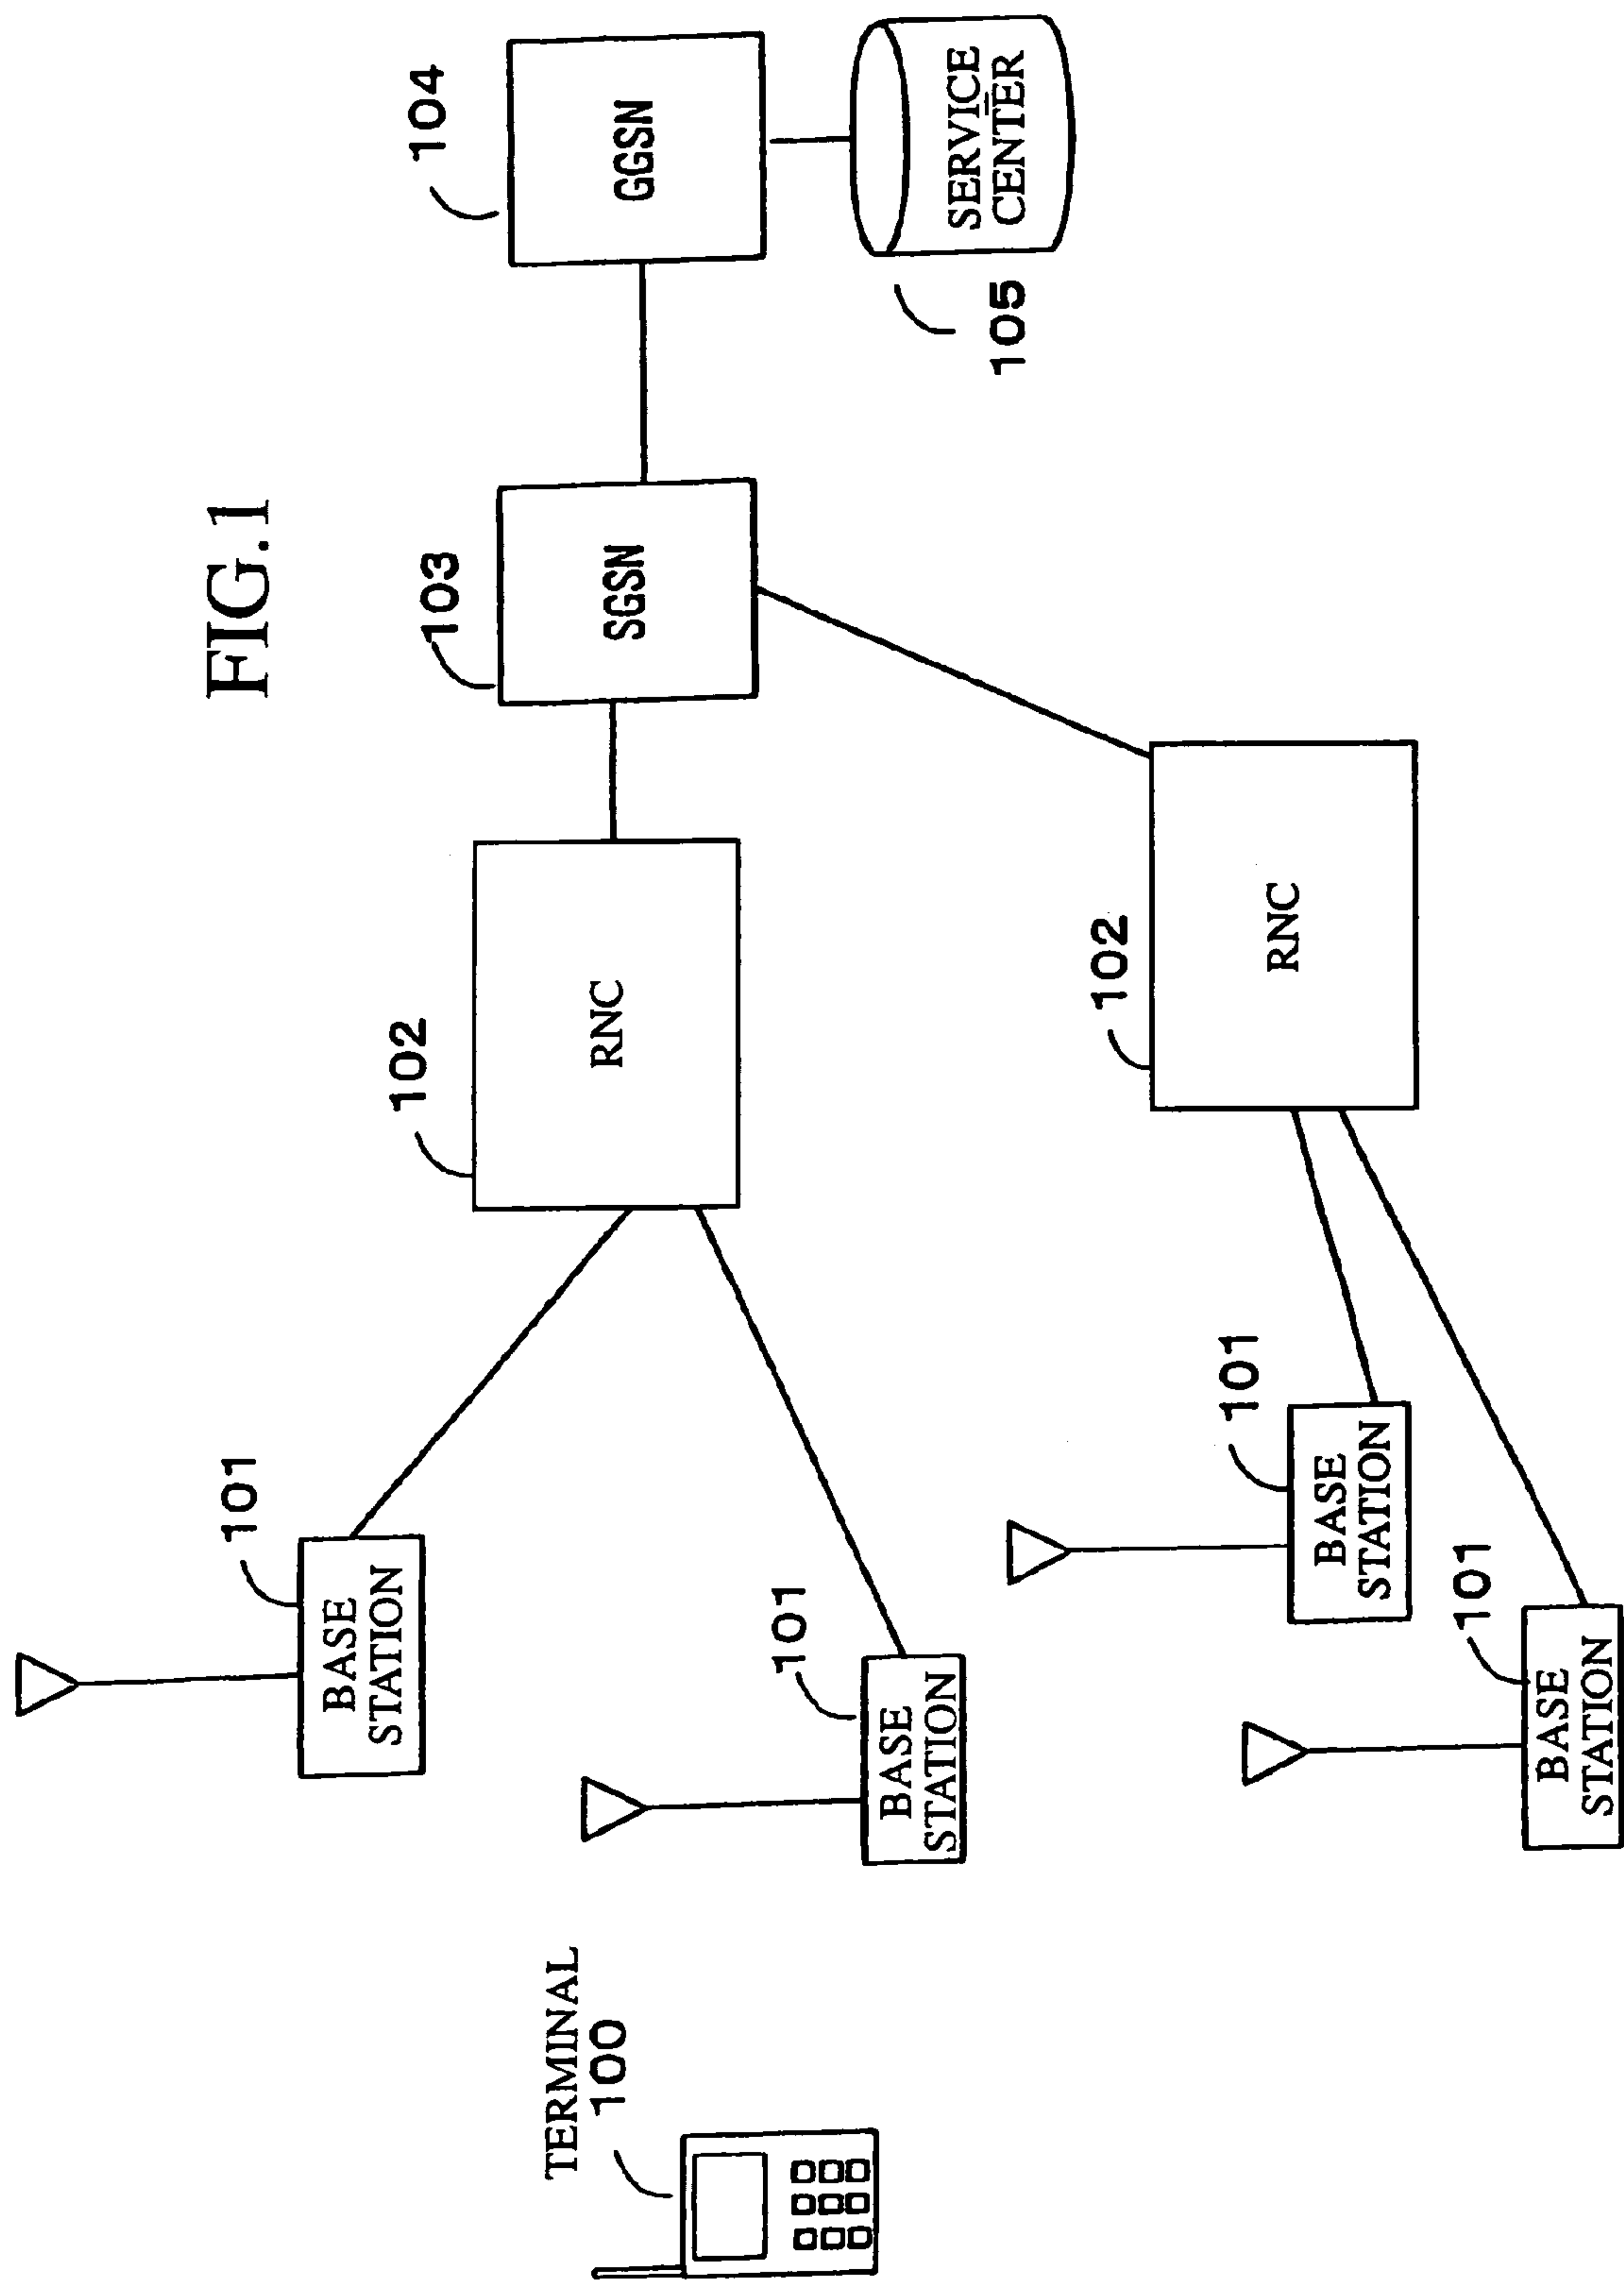 FIG.1
TERMINAL
100
101
BASE
STATION
101
BASE
STATION
101
BASE
STATION
101
BASE
STATION
102
RNC
102
RNC
103
SGSN
104
GGSN
SERVICE
CENTER
105